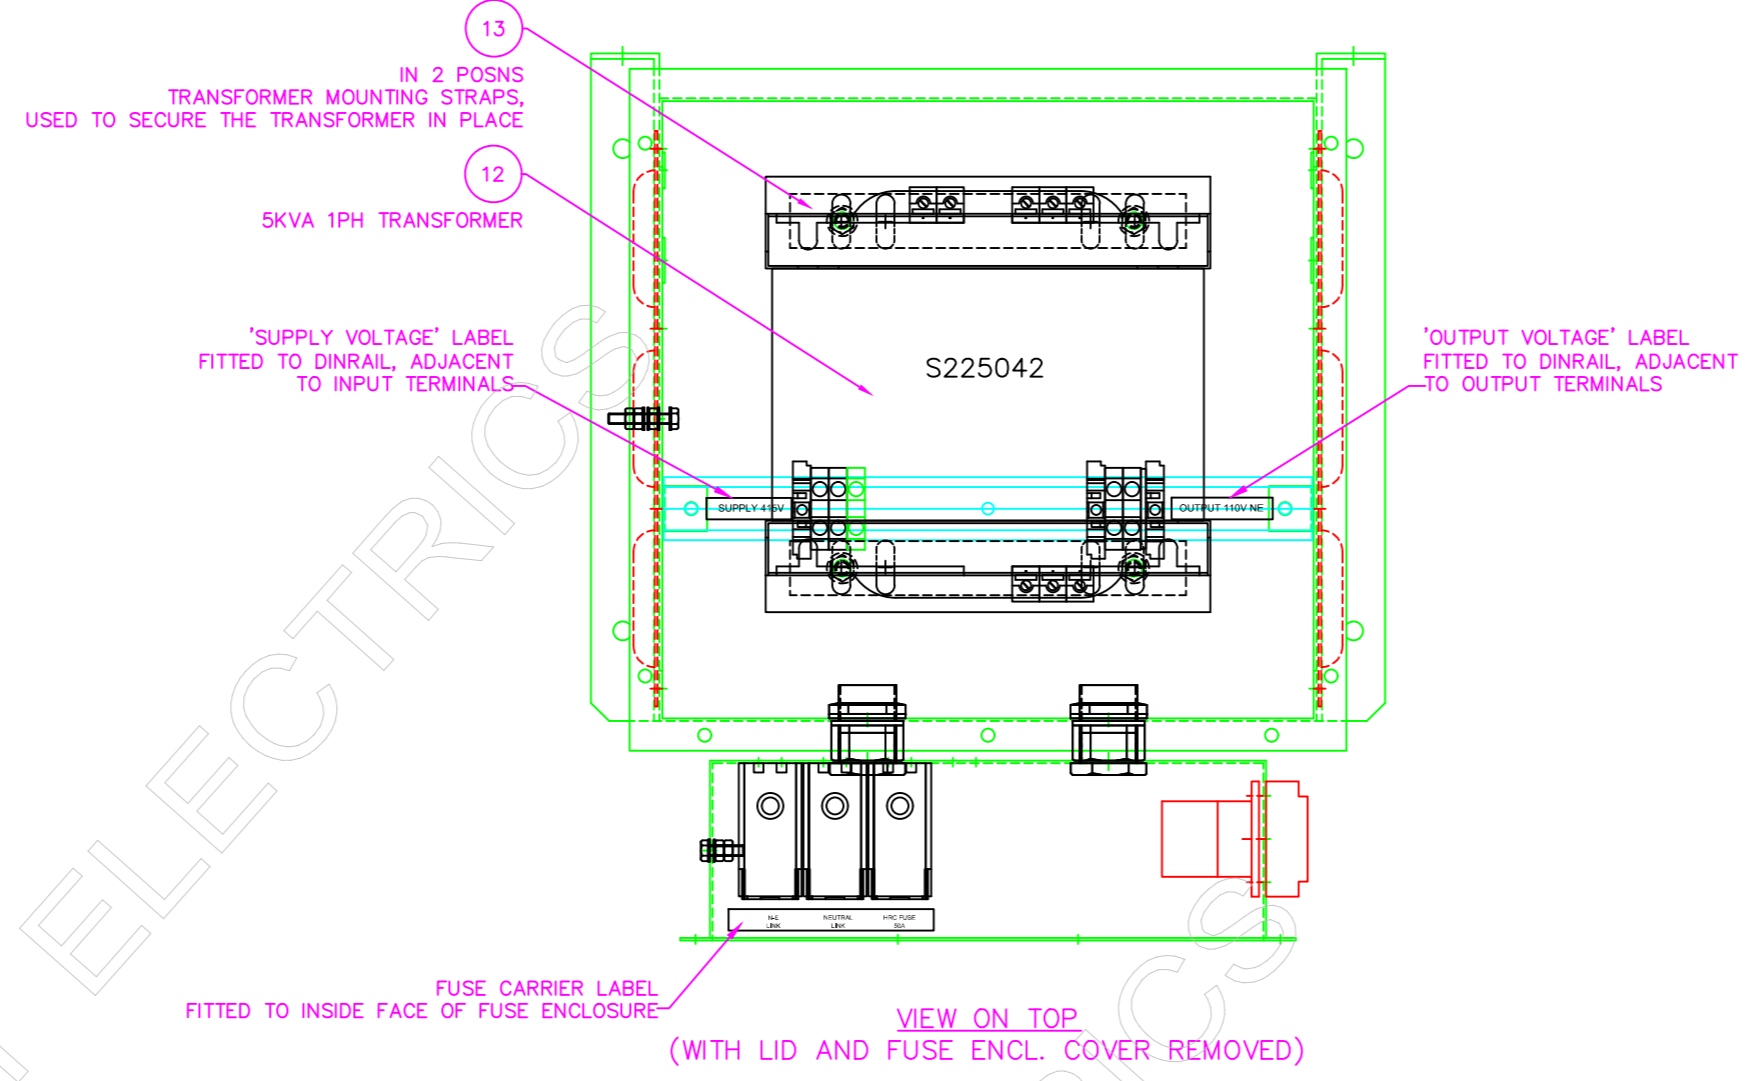 13
IN 2 POSNS
TRANSFORMER MOUNTING STRAPS,
USED TO SECURE THE TRANSFORMER IN PLACE
12
5KVA 1PH TRANSFORMER
'SUPPLY VOLTAGE' LABEL
FITTED TO DINRAIL, ADJACENT
TO INPUT TERMINALS
S225042
'OUTPUT VOLTAGE' LABEL
FITTED TO DINRAIL, ADJACENT
TO OUTPUT TERMINALS
SUPPLY 415V
OUTPUT 110V NE
N-E
LINK
NEUTRAL
LINK
HRC FUSE
50A
FUSE CARRIER LABEL
FITTED TO INSIDE FACE OF FUSE ENCLOSURE
VIEW ON TOP
(WITH LID AND FUSE ENCL. COVER REMOVED)
ELECTRICS
RICS